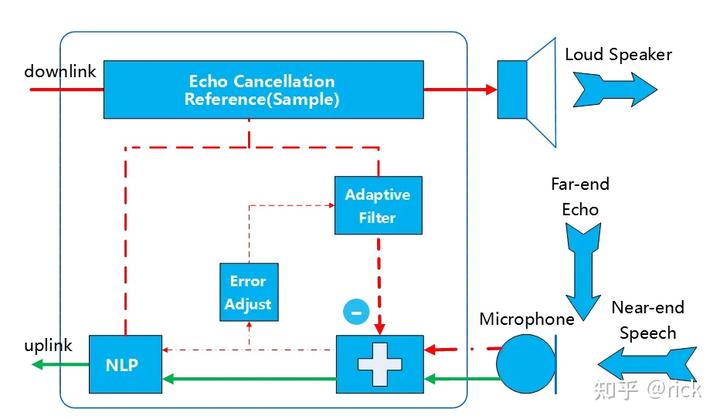 downlink
Echo Cancellation
Reference(Sample)
Loud Speaker
Adaptive
Filter
Far-end
Echo
Error
Adjust
-
Microphone
Near-end
Speech
uplink
NLP
知乎 @rick